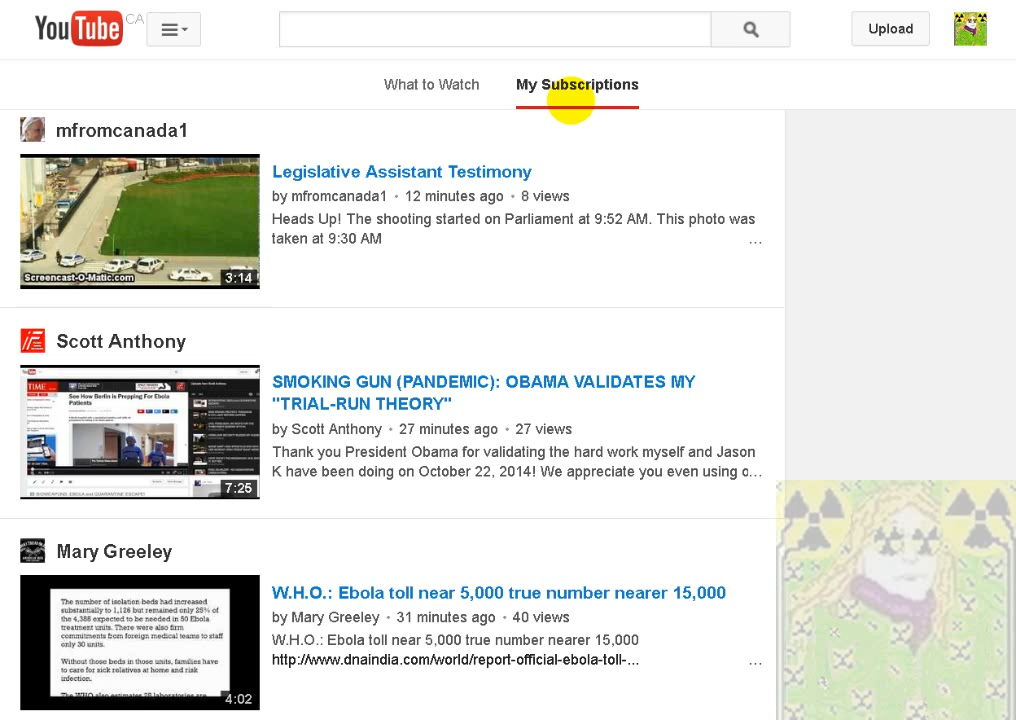 YouTube CA
Upload
What to Watch My Subscriptions
mfromcanada1
Legislative Assistant Testimony
by mfromcanada1 • 12 minutes ago • 8 views
Heads Up! The shooting started on Parliament at 9:52 AM. This photo was
taken at 9:30 AM ...
Screencast-O-Matic.com 3:14
Scott Anthony
SMOKING GUN (PANDEMIC): OBAMA VALIDATES MY
"TRIAL-RUN THEORY"
by Scott Anthony • 27 minutes ago • 27 views
Thank you President Obama for validating the hard work myself and Jason
K have been doing on October 22, 2014! We appreciate you even using o...
TIME
See How Berlin is Prepping For Ebola
Patients
7:25
Mary Greeley
W.H.O.: Ebola toll near 5,000 true number nearer 15,000
by Mary Greeley • 31 minutes ago • 40 views
W.H.O.: Ebola toll near 5,000 true number nearer 15,000
http://www.dnaindia.com/world/report-official-ebola-toll-... ...
The number of isolation beds had increased
substantially to 1,126 but remained only 25% of
the 4,388 expected to be needed in 50 Ebola
treatment units. There were also firm
commitments from foreign medical teams to staff
only 30 units.
Without those beds in those units, families have
to care for sick relatives at home and risk
infection.
The WHO also estimates 28 laboratories are
4:02